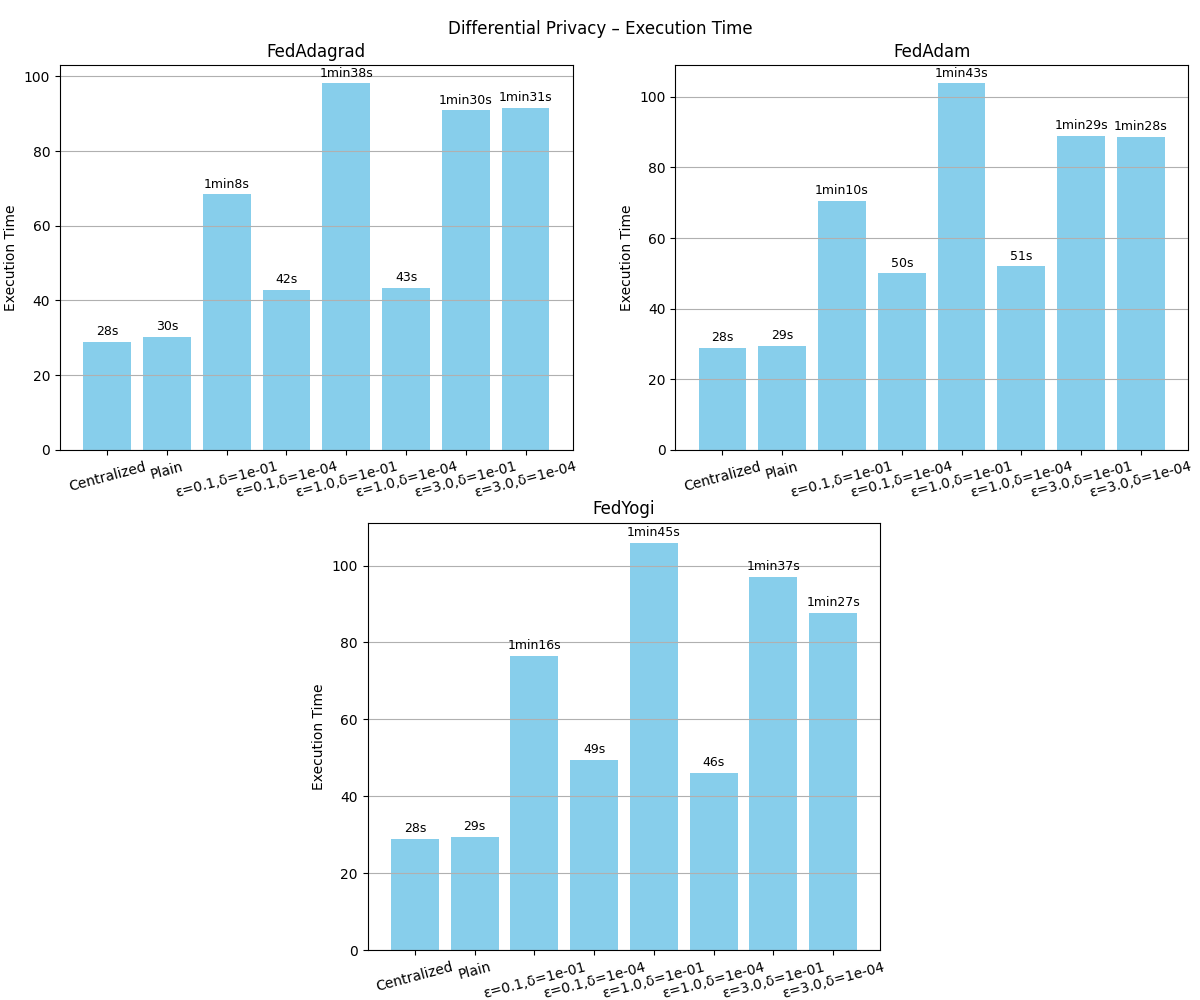 Differential Privacy – Execution Time
FedAdagrad
Execution Time
100
80
60
40
20
0
28s
30s
1min8s
42s
1min38s
43s
1min30s
1min31s
Centralized
Plain
ε=0.1,δ=1e-01
ε=0.1,δ=1e-04
ε=1.0,δ=1e-01
ε=1.0,δ=1e-04
ε=3.0,δ=1e-01
ε=3.0,δ=1e-04
FedAdam
Execution Time
100
80
60
40
20
0
28s
29s
1min10s
50s
1min43s
51s
1min29s
1min28s
Centralized
Plain
ε=0.1,δ=1e-01
ε=0.1,δ=1e-04
ε=1.0,δ=1e-01
ε=1.0,δ=1e-04
ε=3.0,δ=1e-01
ε=3.0,δ=1e-04
FedYogi
Execution Time
100
80
60
40
20
0
28s
29s
1min16s
49s
1min45s
46s
1min37s
1min27s
Centralized
Plain
ε=0.1,δ=1e-01
ε=0.1,δ=1e-04
ε=1.0,δ=1e-01
ε=1.0,δ=1e-04
ε=3.0,δ=1e-01
ε=3.0,δ=1e-04